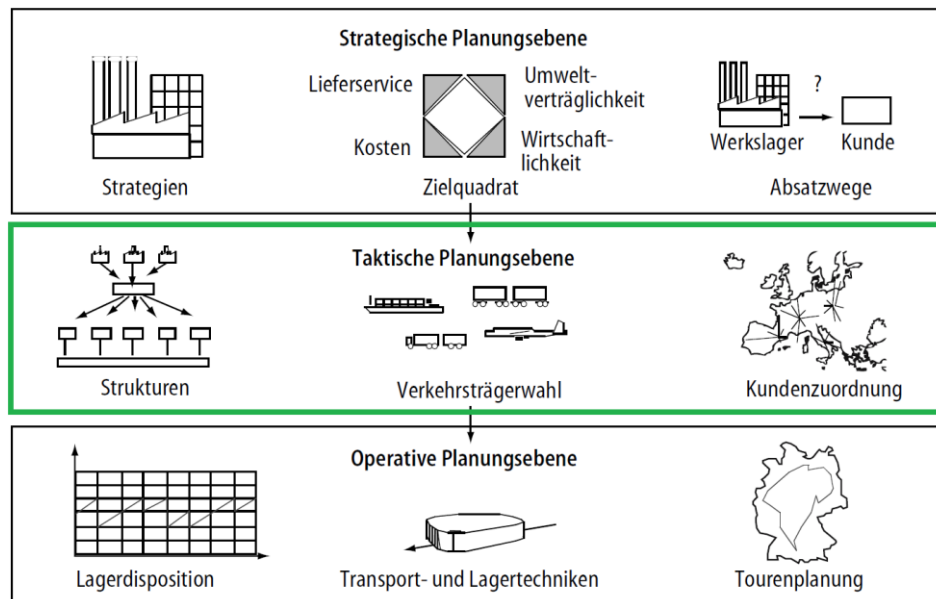 Strategische Planungsebene
Lieferservice
Umwelt-
verträglichkeit
?
Kosten
Wirtschaft-
lichkeit
Werkslager
Kunde
Strategien
Zielquadrat
Absatzwege
Taktische Planungsebene
Strukturen
Verkehrsträgerwahl
Kundenzuordnung
Operative Planungsebene
Lagerdisposition
Transport- und Lagertechniken
Tourenplanung